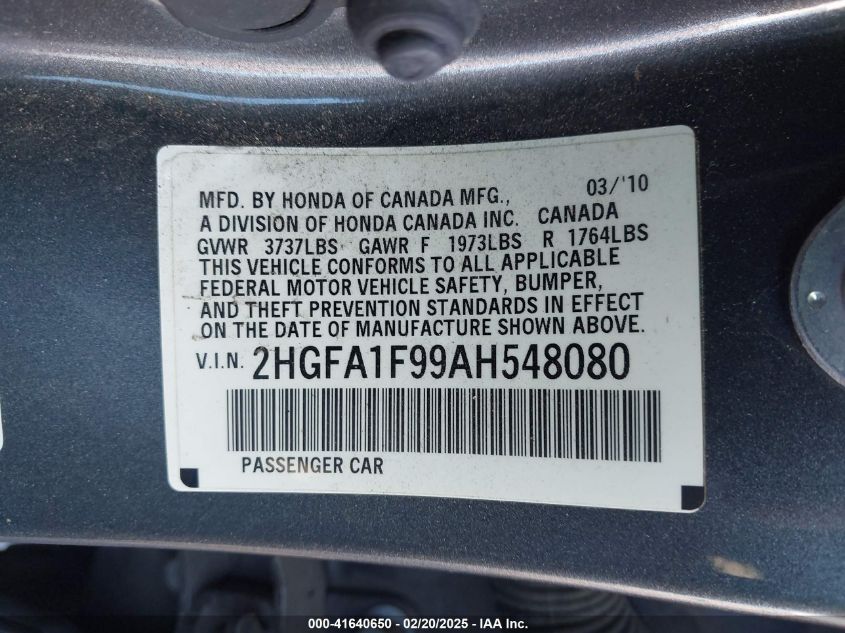 03/'10
MFD. BY HONDA OF CANADA MFG.,
A DIVISION OF HONDA CANADA INC. CANADA
GVWR 3737LBS GAWR F 1973LBS R 1764LBS
THIS VEHICLE CONFORMS TO ALL APPLICABLE
FEDERAL MOTOR VEHICLE SAFETY, BUMPER,
AND THEFT PREVENTION STANDARDS IN EFFECT
ON THE DATE OF MANUFACTURE SHOWN ABOVE.
V.I.N. 2HGFA1F99AH548080
PASSENGER CAR
000-41640650 - 02/20/2025 - IAA Inc.